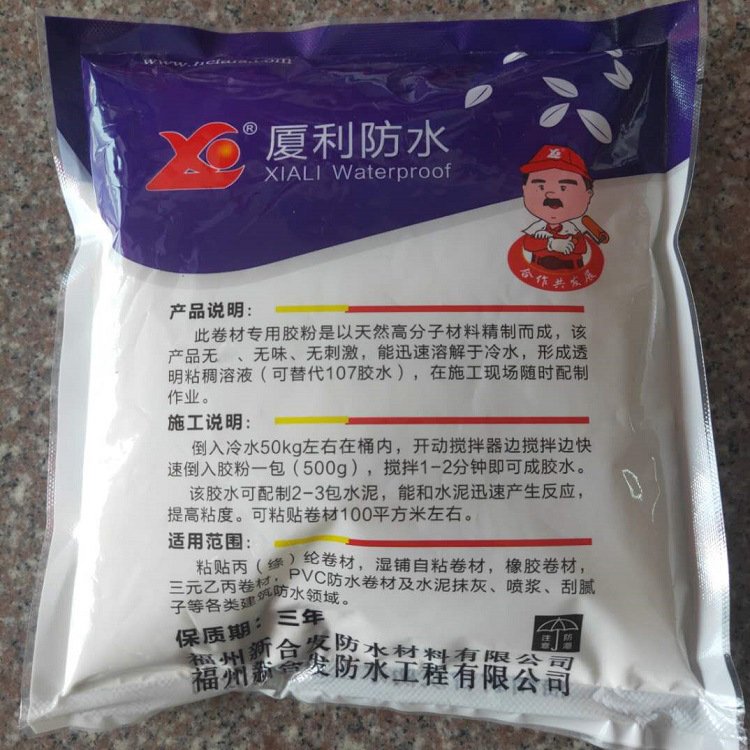 厦利防水
®
XIALI Waterproof
合作共发展
产品说明：
此卷材专用胶粉是以天然高分子材料精制而成，该
产品无 、无味、无刺激，能迅速溶解于冷水，形成透
明粘稠溶液（可替代107胶水），在施工现场随时配制
作业。
施工说明：
倒入冷水50kg左右在桶内，开动搅拌器边搅拌边快
速倒入胶粉一包（500g），搅拌1-2分钟即可成胶水。
该胶水可配制2-3包水泥，能和水泥迅速产生反应，
提高粘度。可粘贴卷材100平方米左右。
适用范围：
粘贴丙（绦）纶卷材，湿铺自粘卷材，橡胶卷材，
三元乙丙卷材，PVC防水卷材及水泥抹灰、喷浆、刮腻
子等各类建筑防水领域。
保质期：三年
注意防潮
福州新合发防水材料有限公司
福州新合发防水工程有限公司